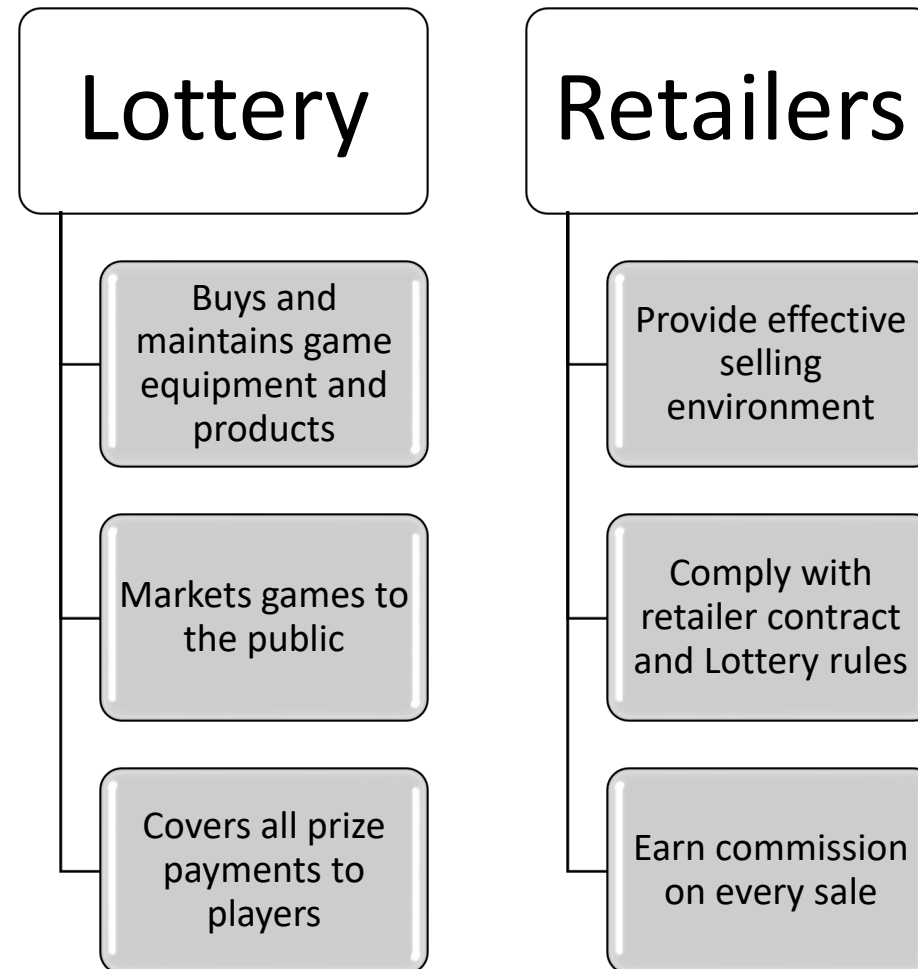 Lottery
Buys and
maintains game
equipment and
products
Markets games to
the public
Covers all prize
payments to
players
Retailers
Provide effective
selling
environment
Comply with
retailer contract
and Lottery rules
Earn commission
on every sale